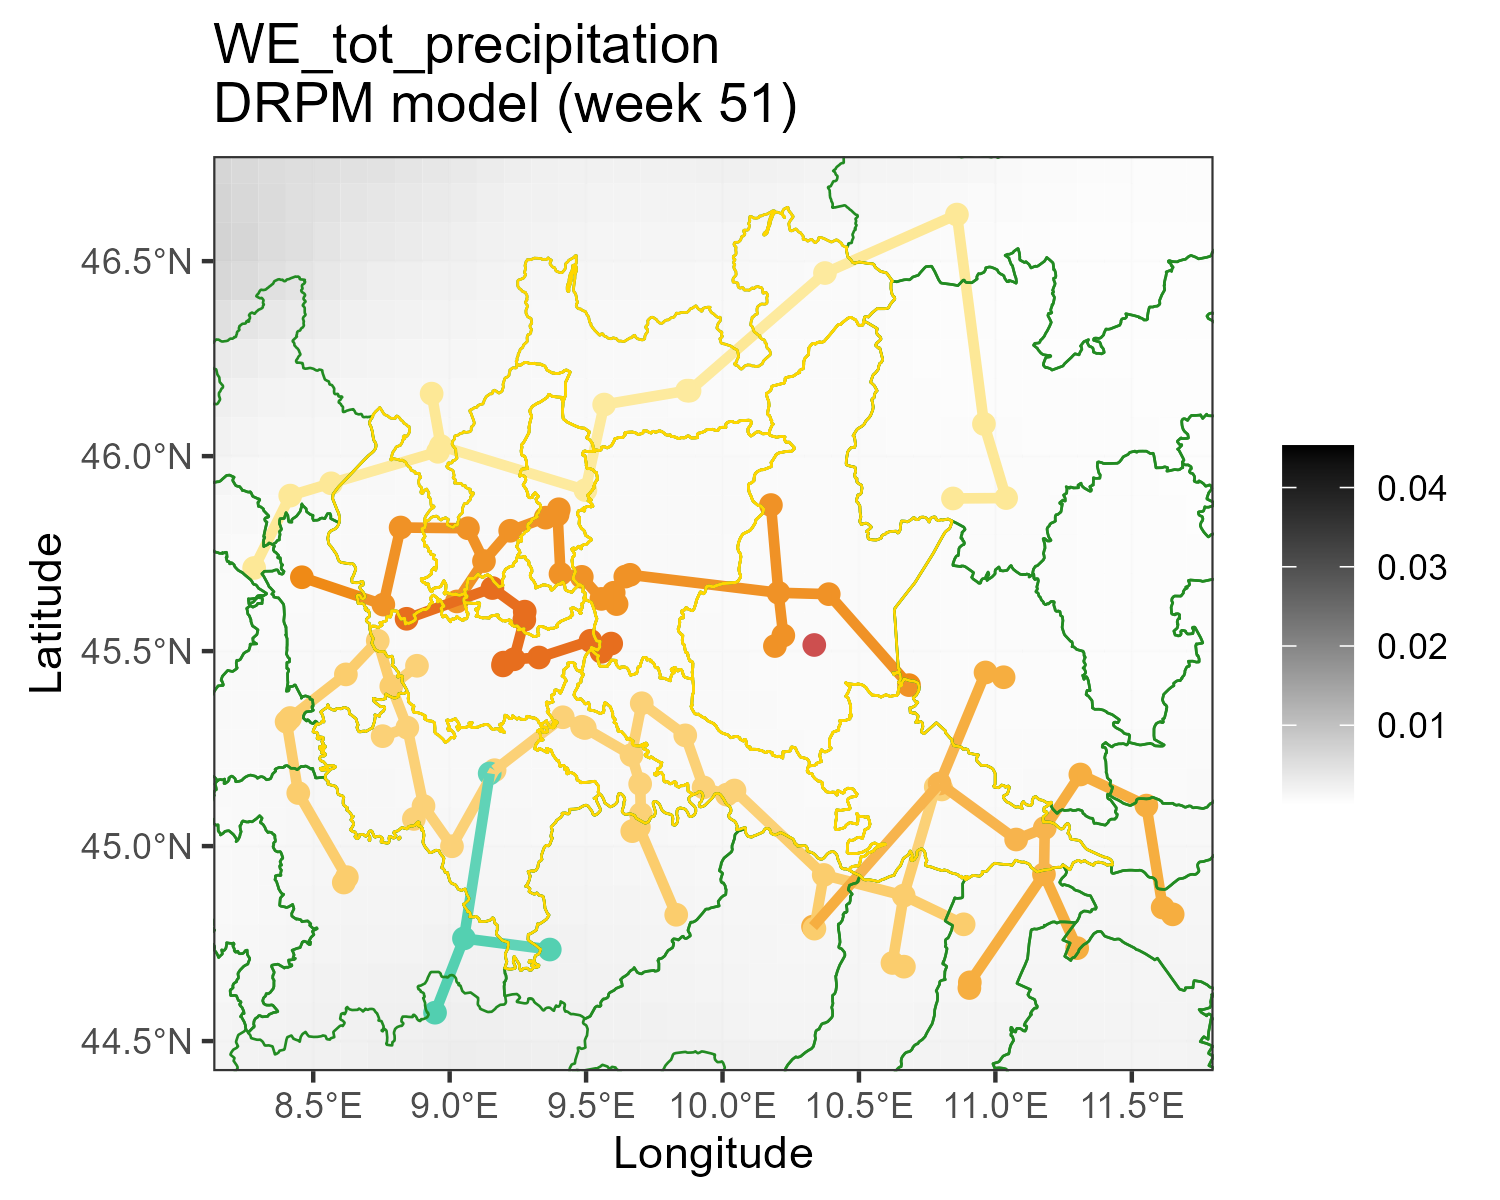 WE_tot_precipitation
DRPM model (week 51)
46.5°N
46.0°N
45.5°N
45.0°N
44.5°N
Latitude
8.5°E 9.0°E 9.5°E 10.0°E 10.5°E 11.0°E 11.5°E
Longitude
0.04
0.03
0.02
0.01